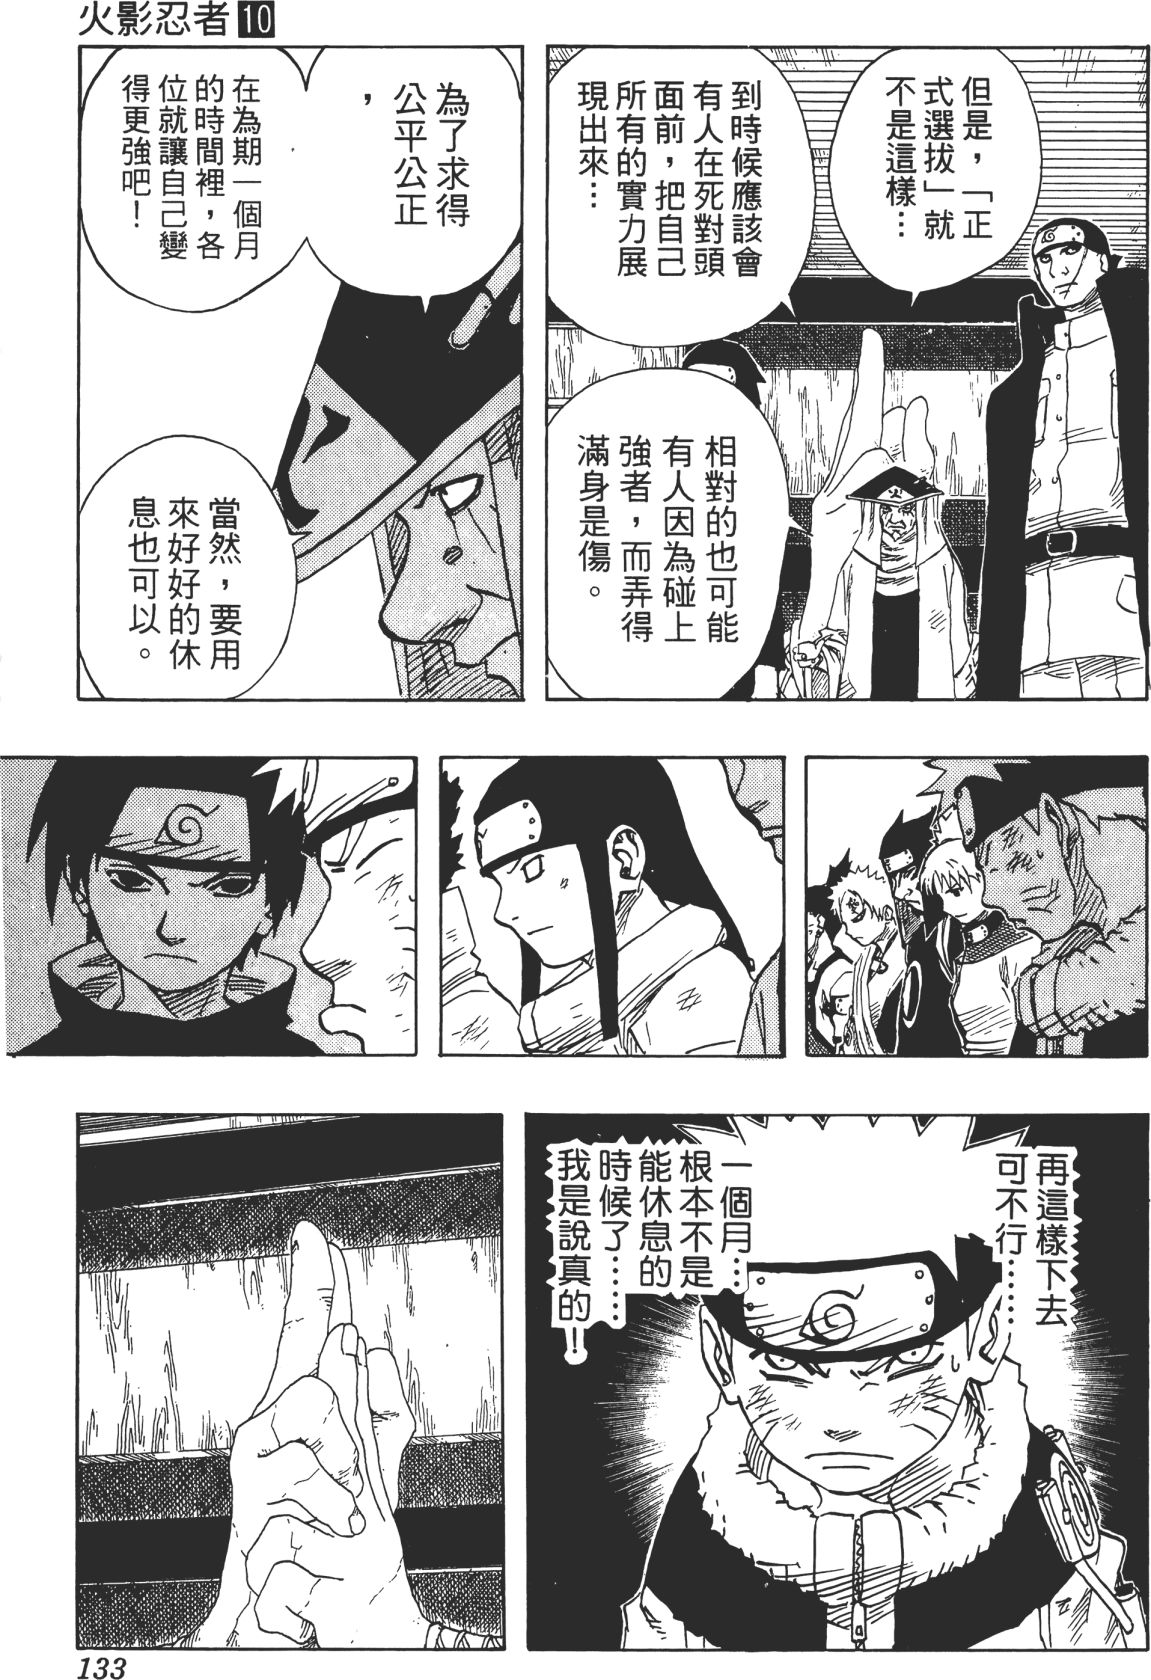 火影忍者10
但是，「正
式選拔」就
不是這樣…
到時候應該會
有人在死對頭
面前，把自己
所有的實力展
現出來…
相對的也可能
有人因為碰上
強者，而弄得
滿身是傷。
為了求得
公平公正
，
在為期一個月
的時間裡，各
位就讓自己變
得更強吧！
當然，要用
來好好的休
息也可以。
再這樣下去
可不行……
一個月…
根本不是
能休息的
時候了……
我是說真的！
133